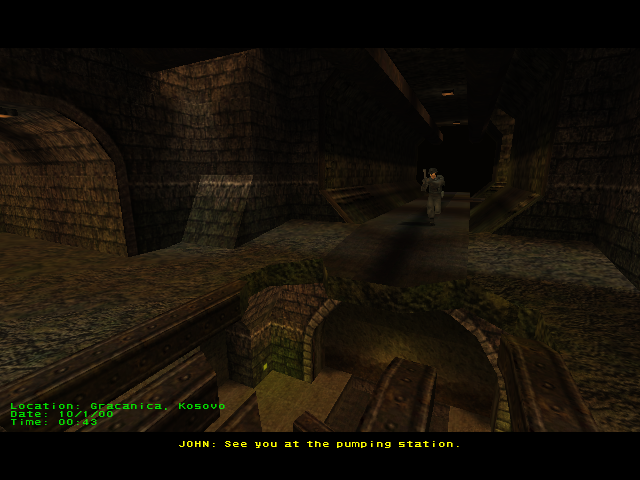 Location: Gracanica, Kosovo
Date: 10/1/00
Time: 00:43
JOHN: See you at the pumping station.